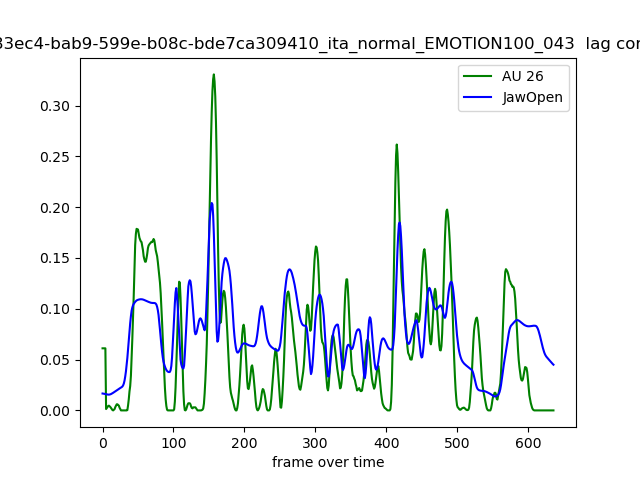 33ec4-bab9-599e-b08c-bde7ca309410_ita_normal_EMOTION100_043 lag cor
AU 26
JawOpen
0.30
0.25
0.20
0.15
0.10
0.05
0.00
0 100 200 300 400 500 600
frame over time